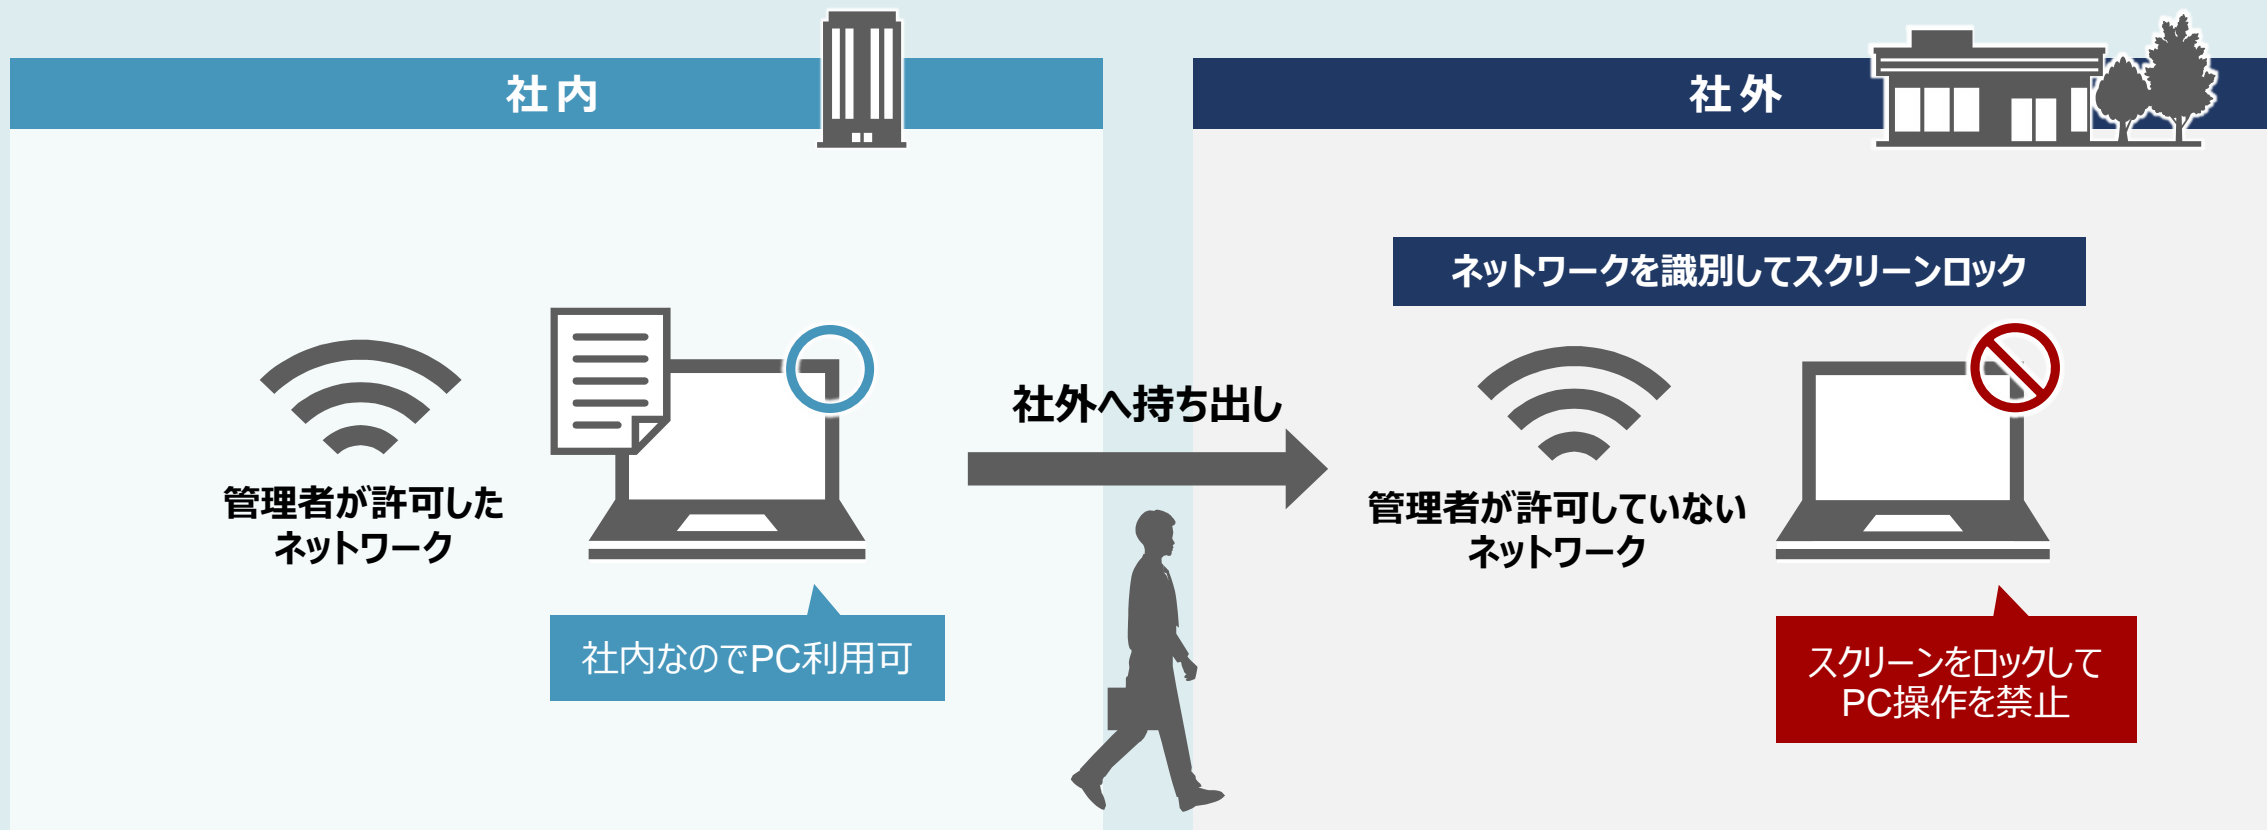 社内
社外
ネットワークを識別してスクリーンロック
社外へ持ち出し
管理者が許可した
ネットワーク
管理者が許可していない
ネットワーク
社内なのでPC利用可
スクリーンをロックして
PC操作を禁止